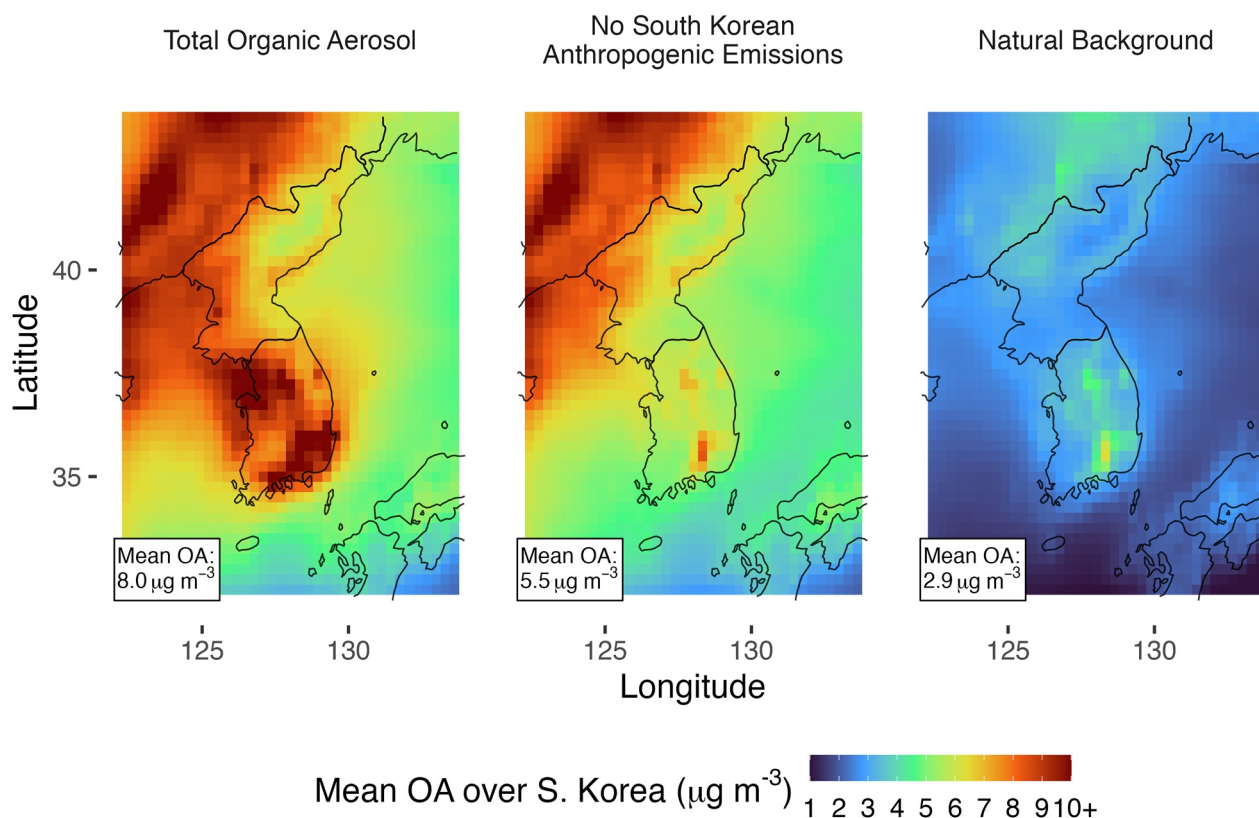 Total Organic Aerosol
No South Korean
Anthropogenic Emissions
Natural Background
Latitude
40
35
Mean OA:
8.0 μg m⁻³
Mean OA:
5.5 μg m⁻³
Mean OA:
2.9 μg m⁻³
125 130
125 130
125 130
Longitude
Mean OA over S. Korea (μg m⁻³)
1 2 3 4 5 6 7 8 9 10+